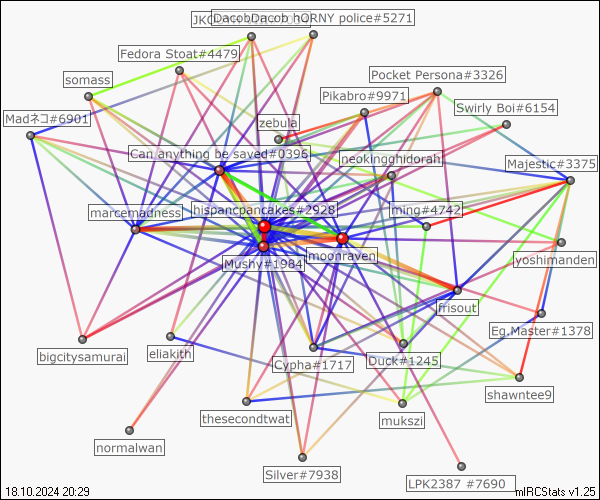 DacobDacob hORNY police#5271
Fedora Stoat#4479
Pocket Persona#3326
somass
Pikabro#9971
Swirly Boi#6154
Madネコ#6901
zebula
Can anything be saved#0396
neokingghidorah
Majestic#3375
marcemadness
hispancpancakes#2928
ming#4742
moonraven
yoshimanden
Mushy#1984
frisout
Eg.Master#1378
bigcitysamurai
eliakith
Cypha#1717
Duck#1245
shawntee9
thesecondtwat
mukszi
normalwan
Silver#7938
LPK2387 #7690
18.10.2024 20:29
mIRCStats v1.25